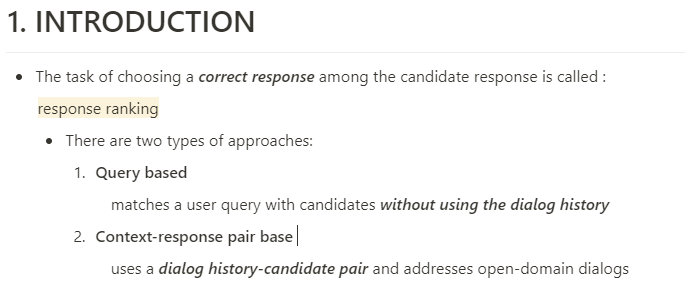 1. INTRODUCTION
• The task of choosing a correct response among the candidate response is called :
response ranking
• There are two types of approaches:
1. Query based
matches a user query with candidates without using the dialog history
2. Context-response pair base
uses a dialog history-candidate pair and addresses open-domain dialogs